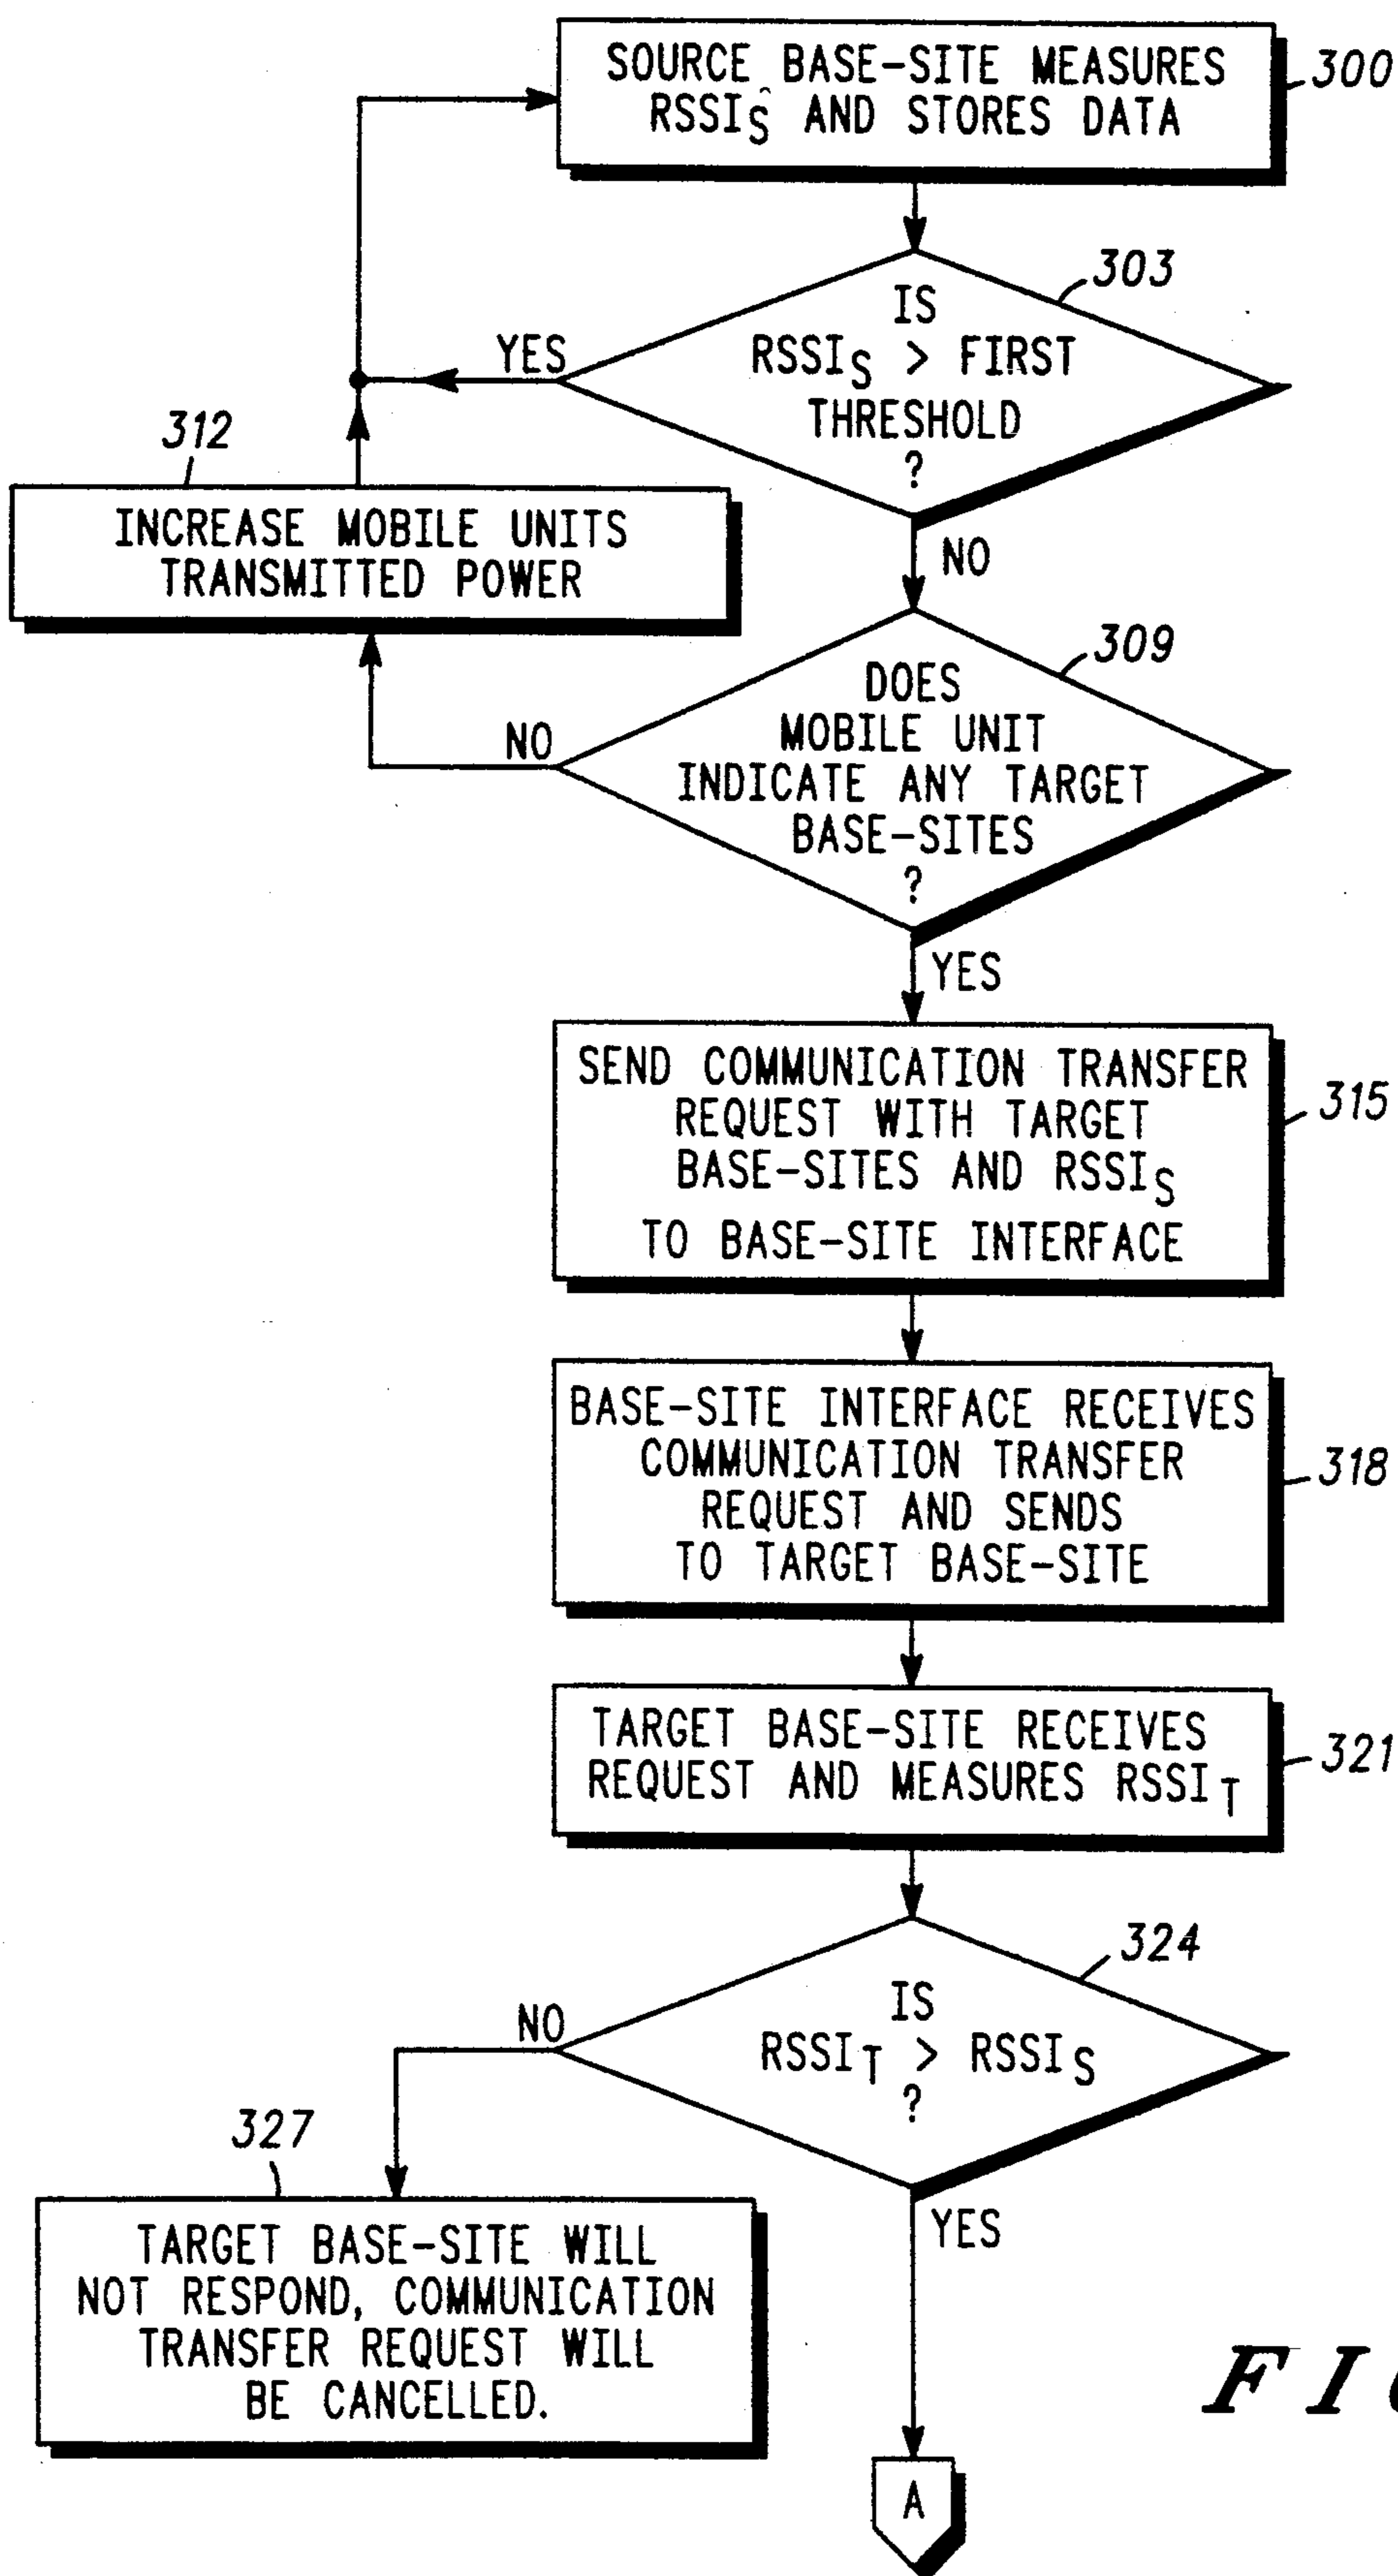 SOURCE BASE-SITE MEASURES
RSSIS AND STORES DATA
300
303
IS
RSSIS > FIRST
THRESHOLD
?
YES
NO
312
INCREASE MOBILE UNITS
TRANSMITTED POWER
309
DOES
MOBILE UNIT
INDICATE ANY TARGET
BASE-SITES
?
NO
YES
SEND COMMUNICATION TRANSFER
REQUEST WITH TARGET
BASE-SITES AND RSSIS
TO BASE-SITE INTERFACE
315
BASE-SITE INTERFACE RECEIVES
COMMUNICATION TRANSFER
REQUEST AND SENDS
TO TARGET BASE-SITE
318
TARGET BASE-SITE RECEIVES
REQUEST AND MEASURES RSSIT
321
324
IS
RSSIT > RSSIS
?
NO
YES
327
TARGET BASE-SITE WILL
NOT RESPOND, COMMUNICATION
TRANSFER REQUEST WILL
BE CANCELLED.
A